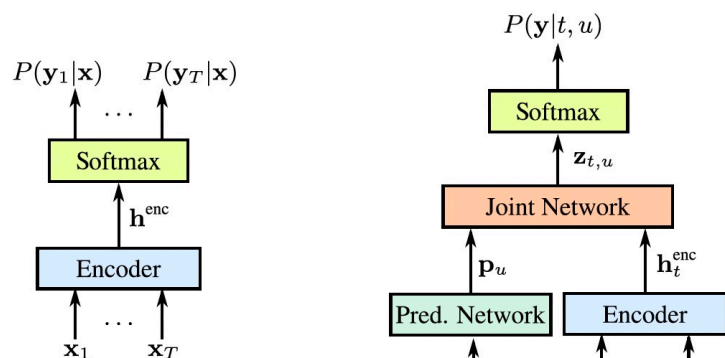 P(y₁|x) P(y_T|x)
...
Softmax
h^enc
Encoder
...
x₁ x_T
P(y|t, u)
Softmax
z_{t,u}
Joint Network
p_u
h_t^enc
Pred. Network
Encoder